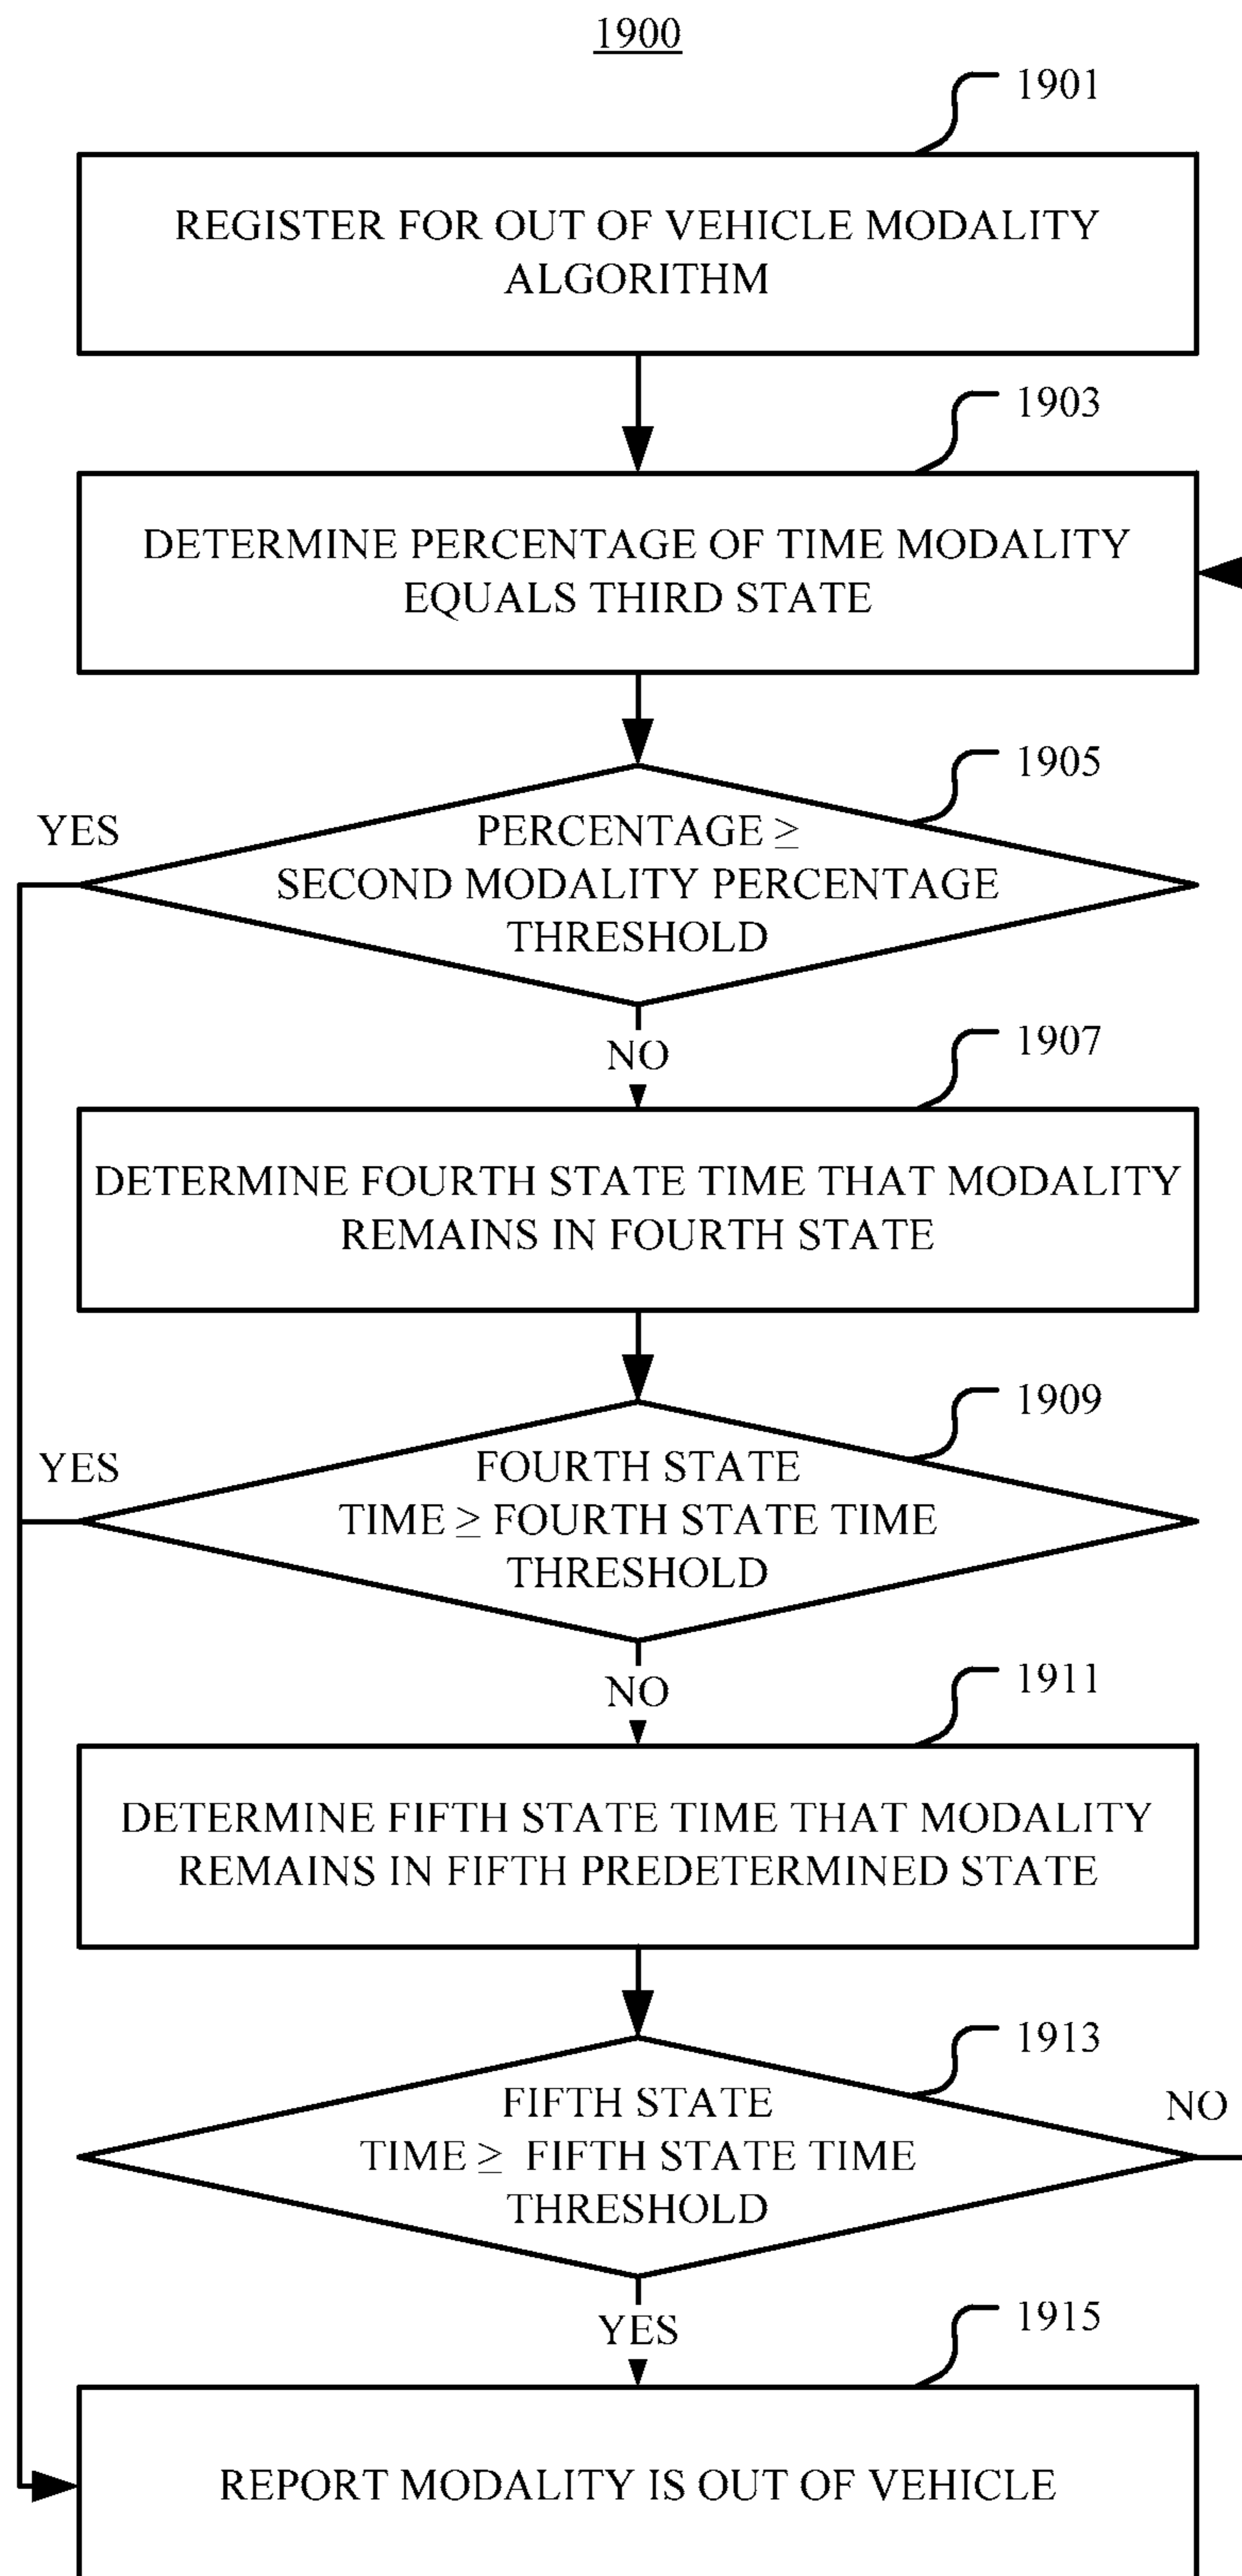 1900
1901
REGISTER FOR OUT OF VEHICLE MODALITY
ALGORITHM
1903
DETERMINE PERCENTAGE OF TIME MODALITY
EQUALS THIRD STATE
1905
YES
PERCENTAGE ≥
SECOND MODALITY PERCENTAGE
THRESHOLD
NO
1907
DETERMINE FOURTH STATE TIME THAT MODALITY
REMAINS IN FOURTH STATE
1909
YES
FOURTH STATE
TIME ≥ FOURTH STATE TIME
THRESHOLD
NO
1911
DETERMINE FIFTH STATE TIME THAT MODALITY
REMAINS IN FIFTH PREDETERMINED STATE
1913
NO
FIFTH STATE
TIME ≥ FIFTH STATE TIME
THRESHOLD
YES
1915
REPORT MODALITY IS OUT OF VEHICLE